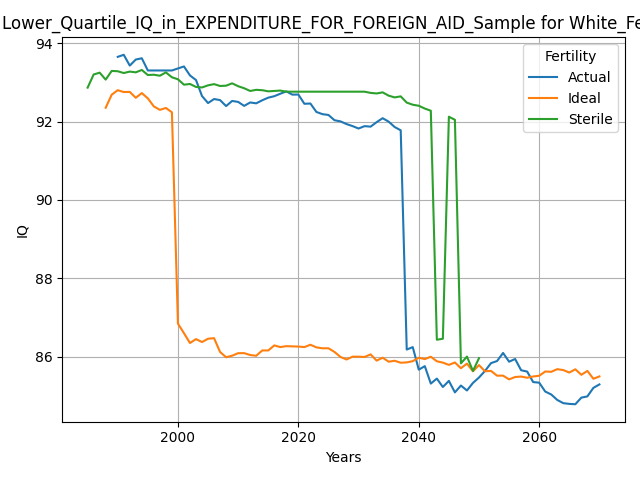 Lower_Quartile_IQ_in_EXPENDITURE_FOR_FOREIGN_AID_Sample for White_Fe
94
92
90
88
86
IQ
Fertility
Actual
Ideal
Sterile
2000
2020
2040
2060
Years